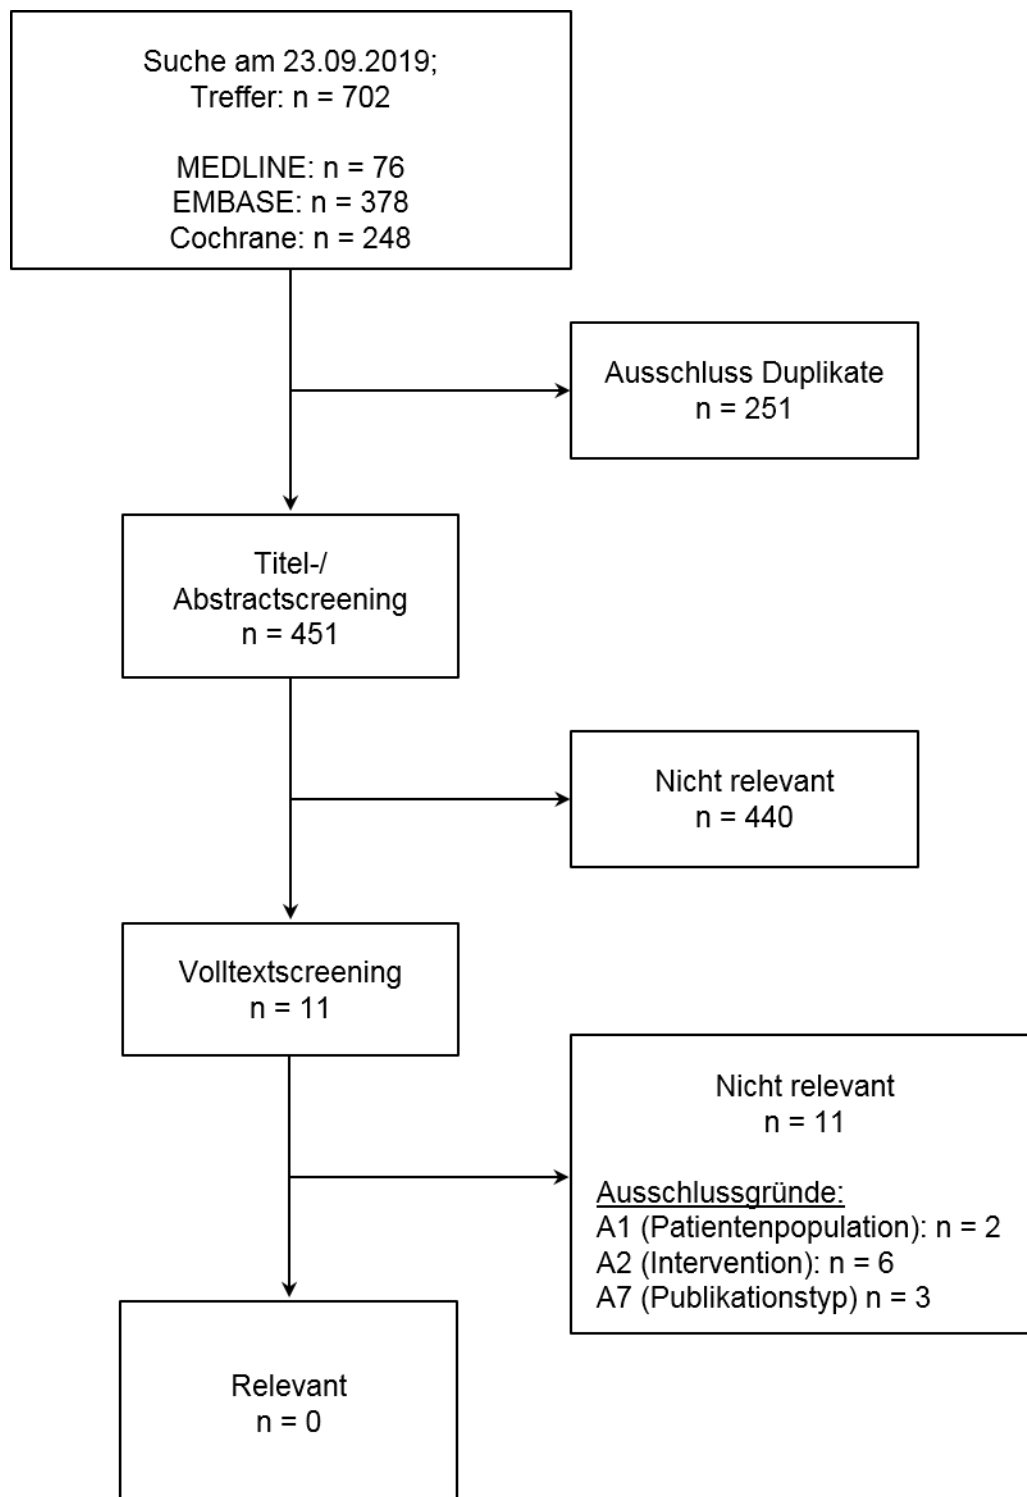 Suche am 23.09.2019;
Treffer: n = 702
MEDLINE: n = 76
EMBASE: n = 378
Cochrane: n = 248
Ausschluss Duplikate
n = 251
Titel-/
Abstractscreening
n = 451
Nicht relevant
n = 440
Volltextscreening
n = 11
Nicht relevant
n = 11
Ausschlussgründe:
A1 (Patientenpopulation): n = 2
A2 (Intervention): n = 6
A7 (Publikationstyp) n = 3
Relevant
n = 0